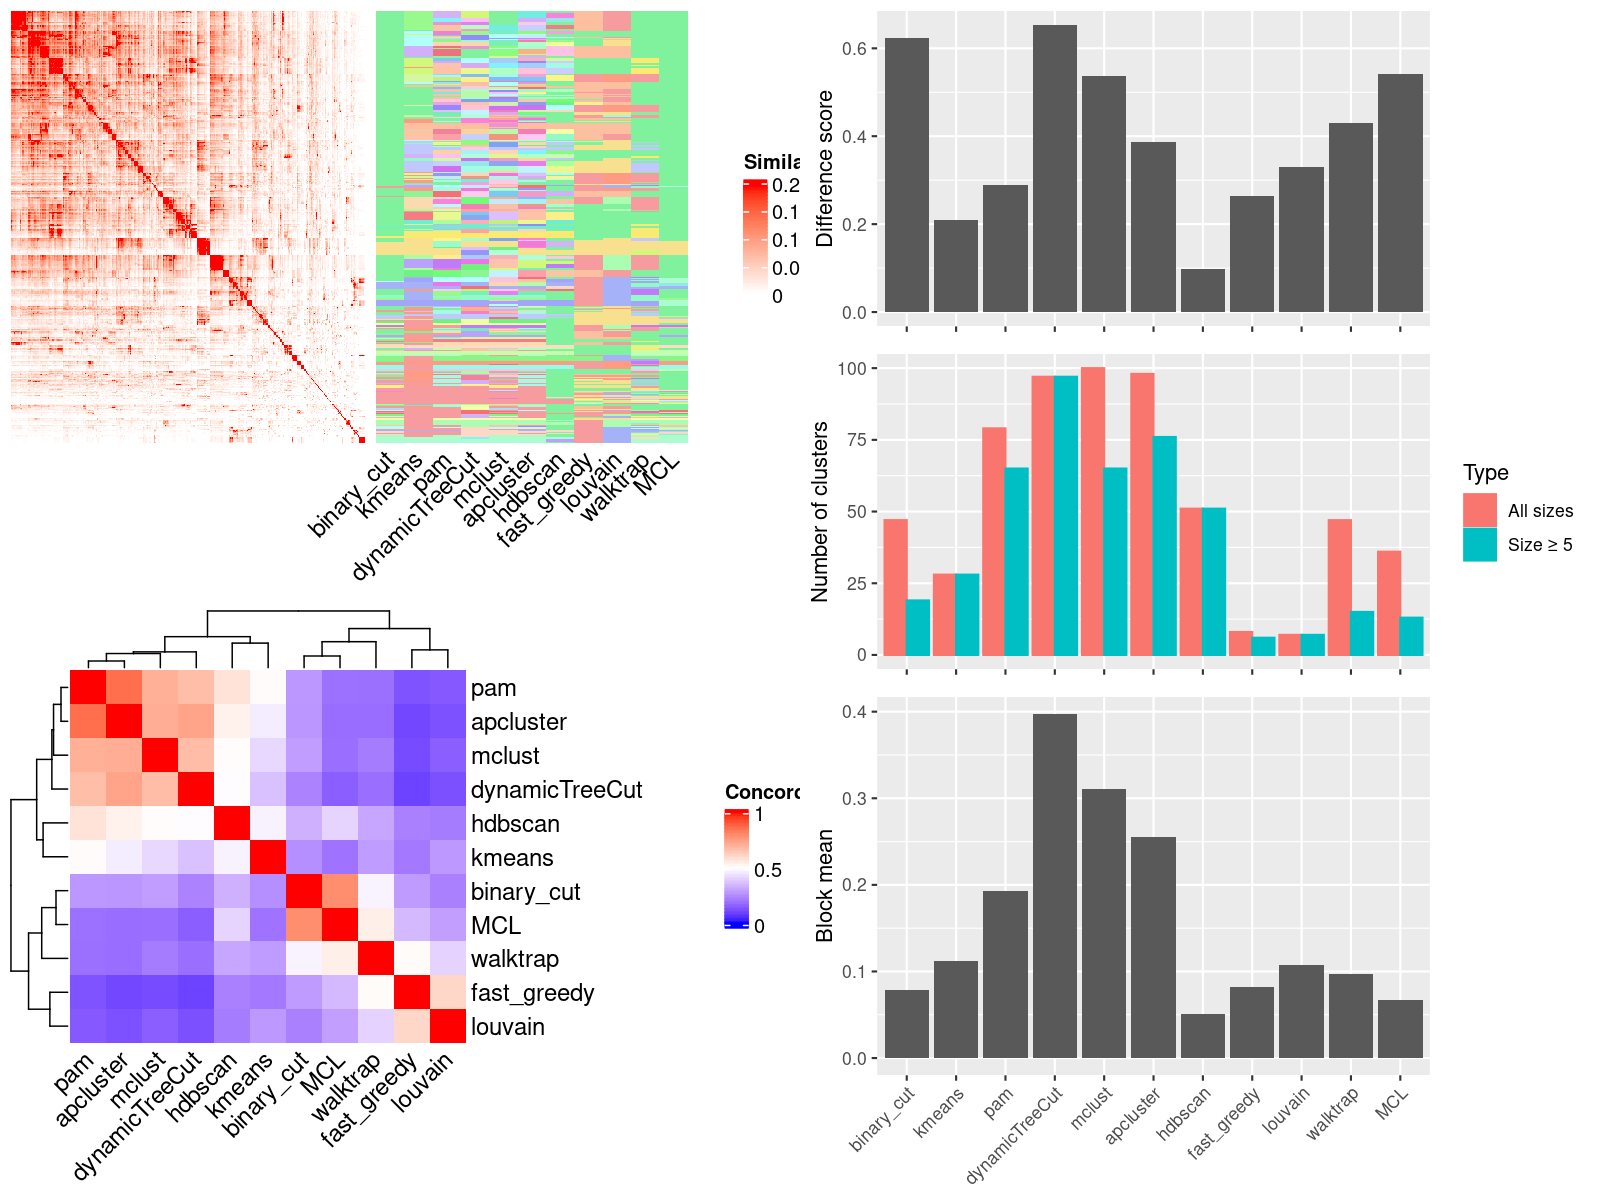 Simila
0.2
0.1
0.1
0.0
0
binary_cut
kmeans
pam
dynamicTreeCut
mclust
apcluster
hdbscan
fast_greedy
louvain
walktrap
MCL
pam
apcluster
mclust
dynamicTreeCut
hdbscan
kmeans
binary_cut
MCL
walktrap
fast_greedy
louvain
pam
apcluster
mclust
dynamicTreeCut
hdbscan
kmeans
binary_cut
MCL
walktrap
fast_greedy
louvain
Concord
1
0.5
0
Difference score
0.6
0.4
0.2
0.0
Number of clusters
100
75
50
25
0
Type
All sizes
Size ≥ 5
Block mean
0.4
0.3
0.2
0.1
0.0
binary_cut
kmeans
pam
dynamicTreeCut
mclust
apcluster
hdbscan
fast_greedy
louvain
walktrap
MCL